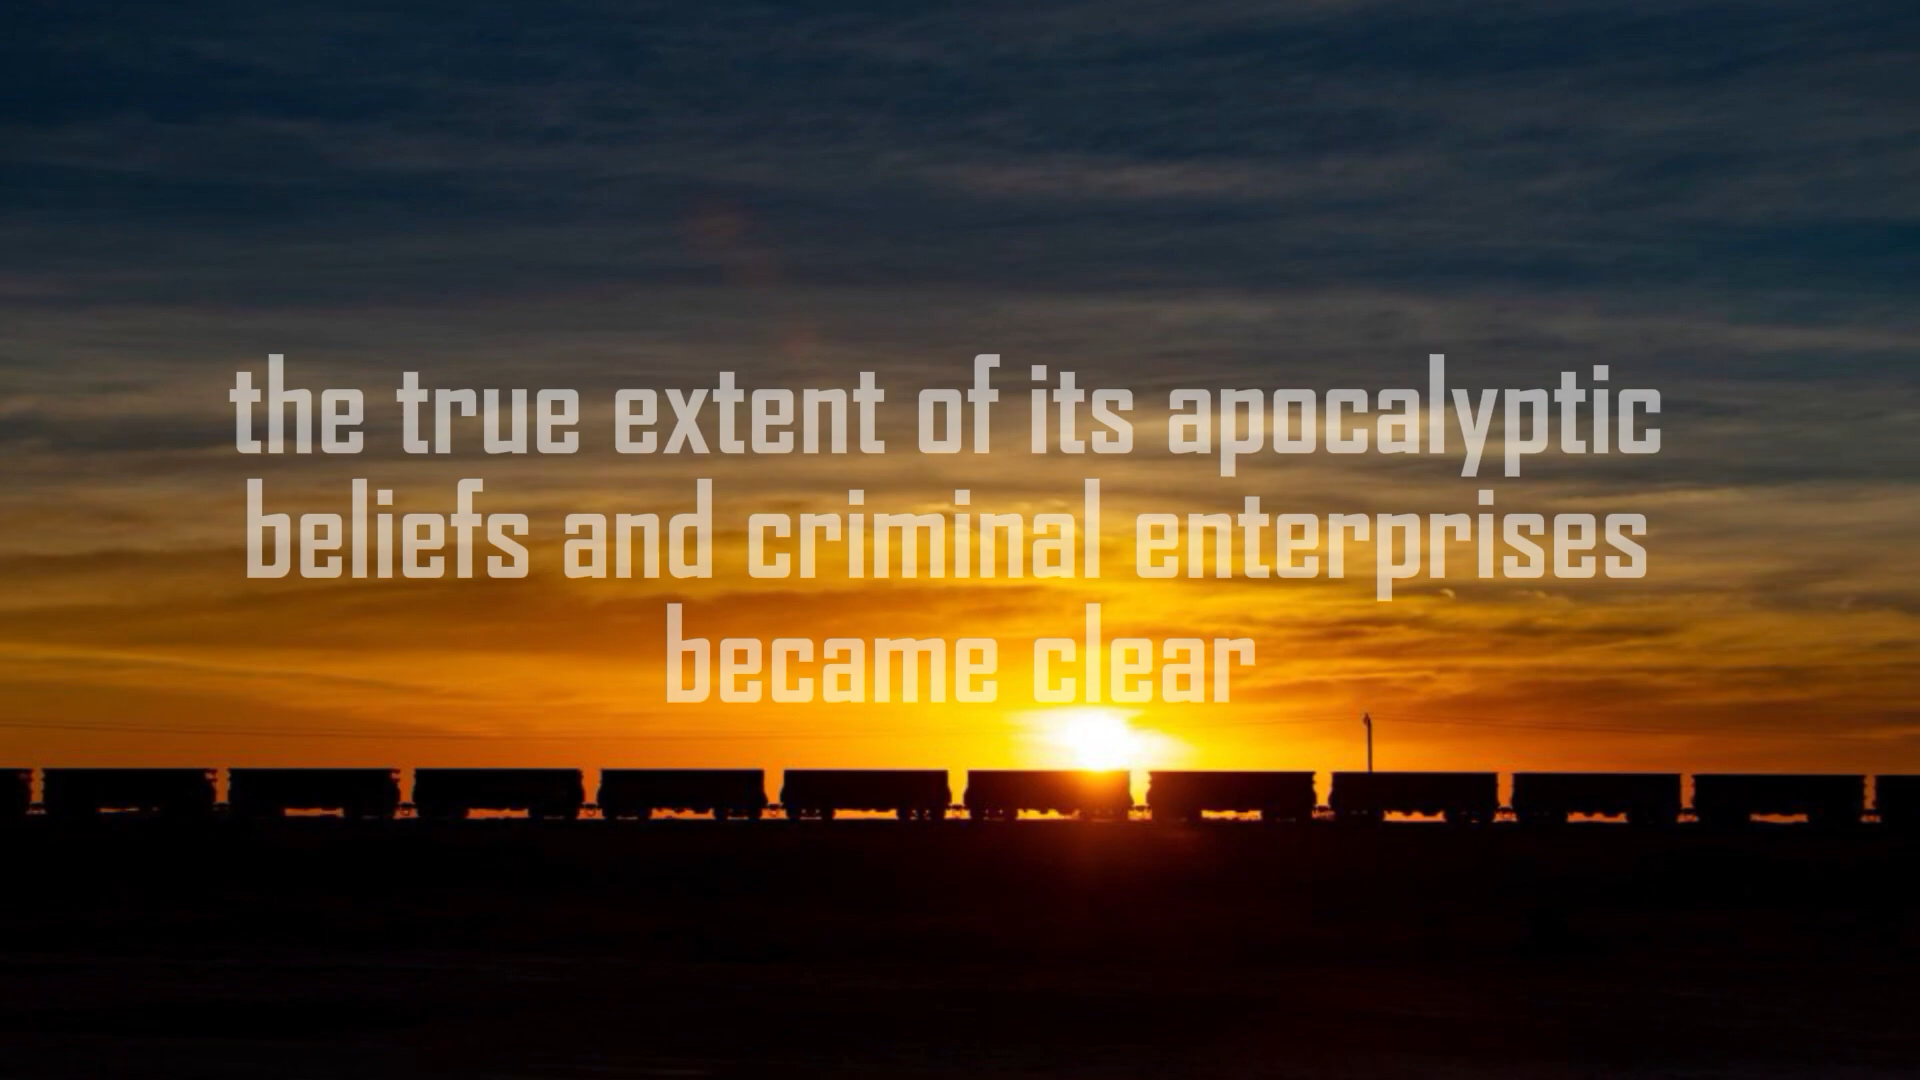 the true extent of its apocalyptic
beliefs and criminal enterprises
became clear